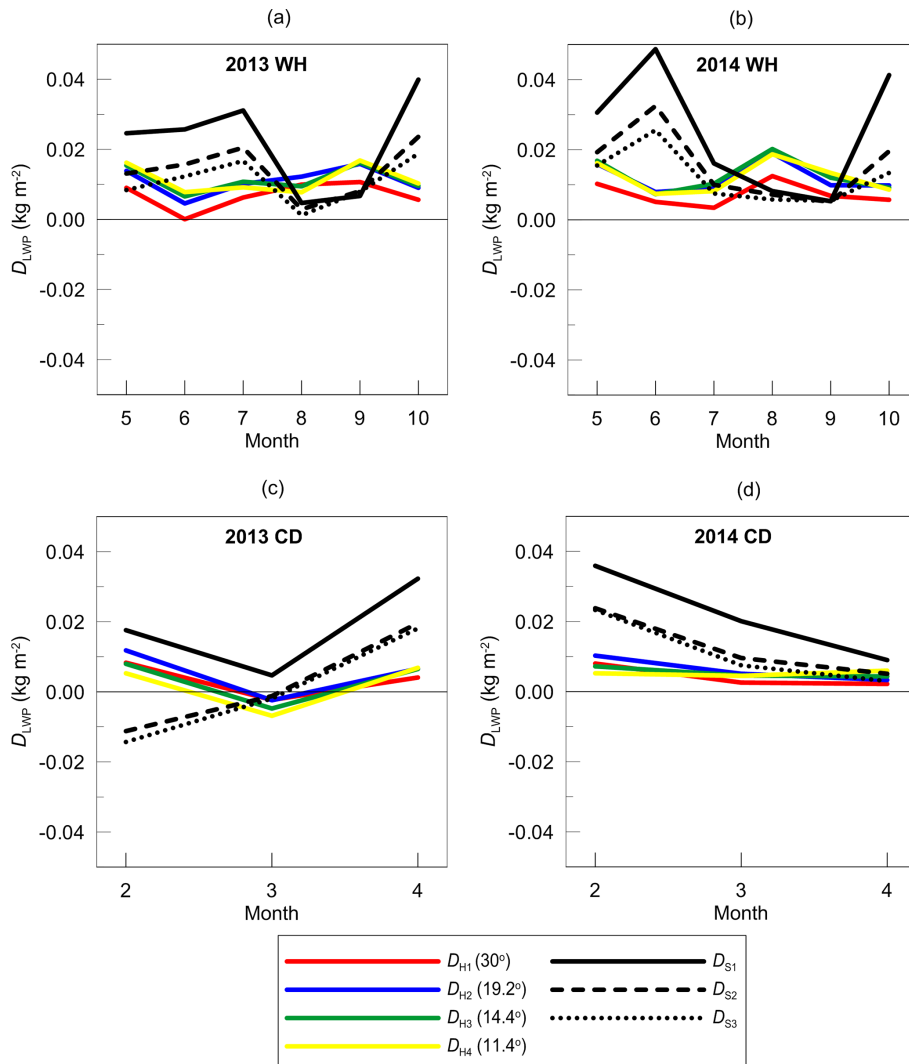 (a)
2013 WH
0.04
0.02
0.00
-0.02
-0.04
D_LWP (kg m⁻²)
5 6 7 8 9 10
Month
(b)
2014 WH
0.04
0.02
0.00
-0.02
-0.04
D_LWP (kg m⁻²)
5 6 7 8 9 10
Month
(c)
2013 CD
0.04
0.02
0.00
-0.02
-0.04
D_LWP (kg m⁻²)
2 3 4
Month
(d)
2014 CD
0.04
0.02
0.00
-0.02
-0.04
D_LWP (kg m⁻²)
2 3 4
Month
D_H1 (30°)
D_H2 (19.2°)
D_H3 (14.4°)
D_H4 (11.4°)
D_S1
D_S2
D_S3